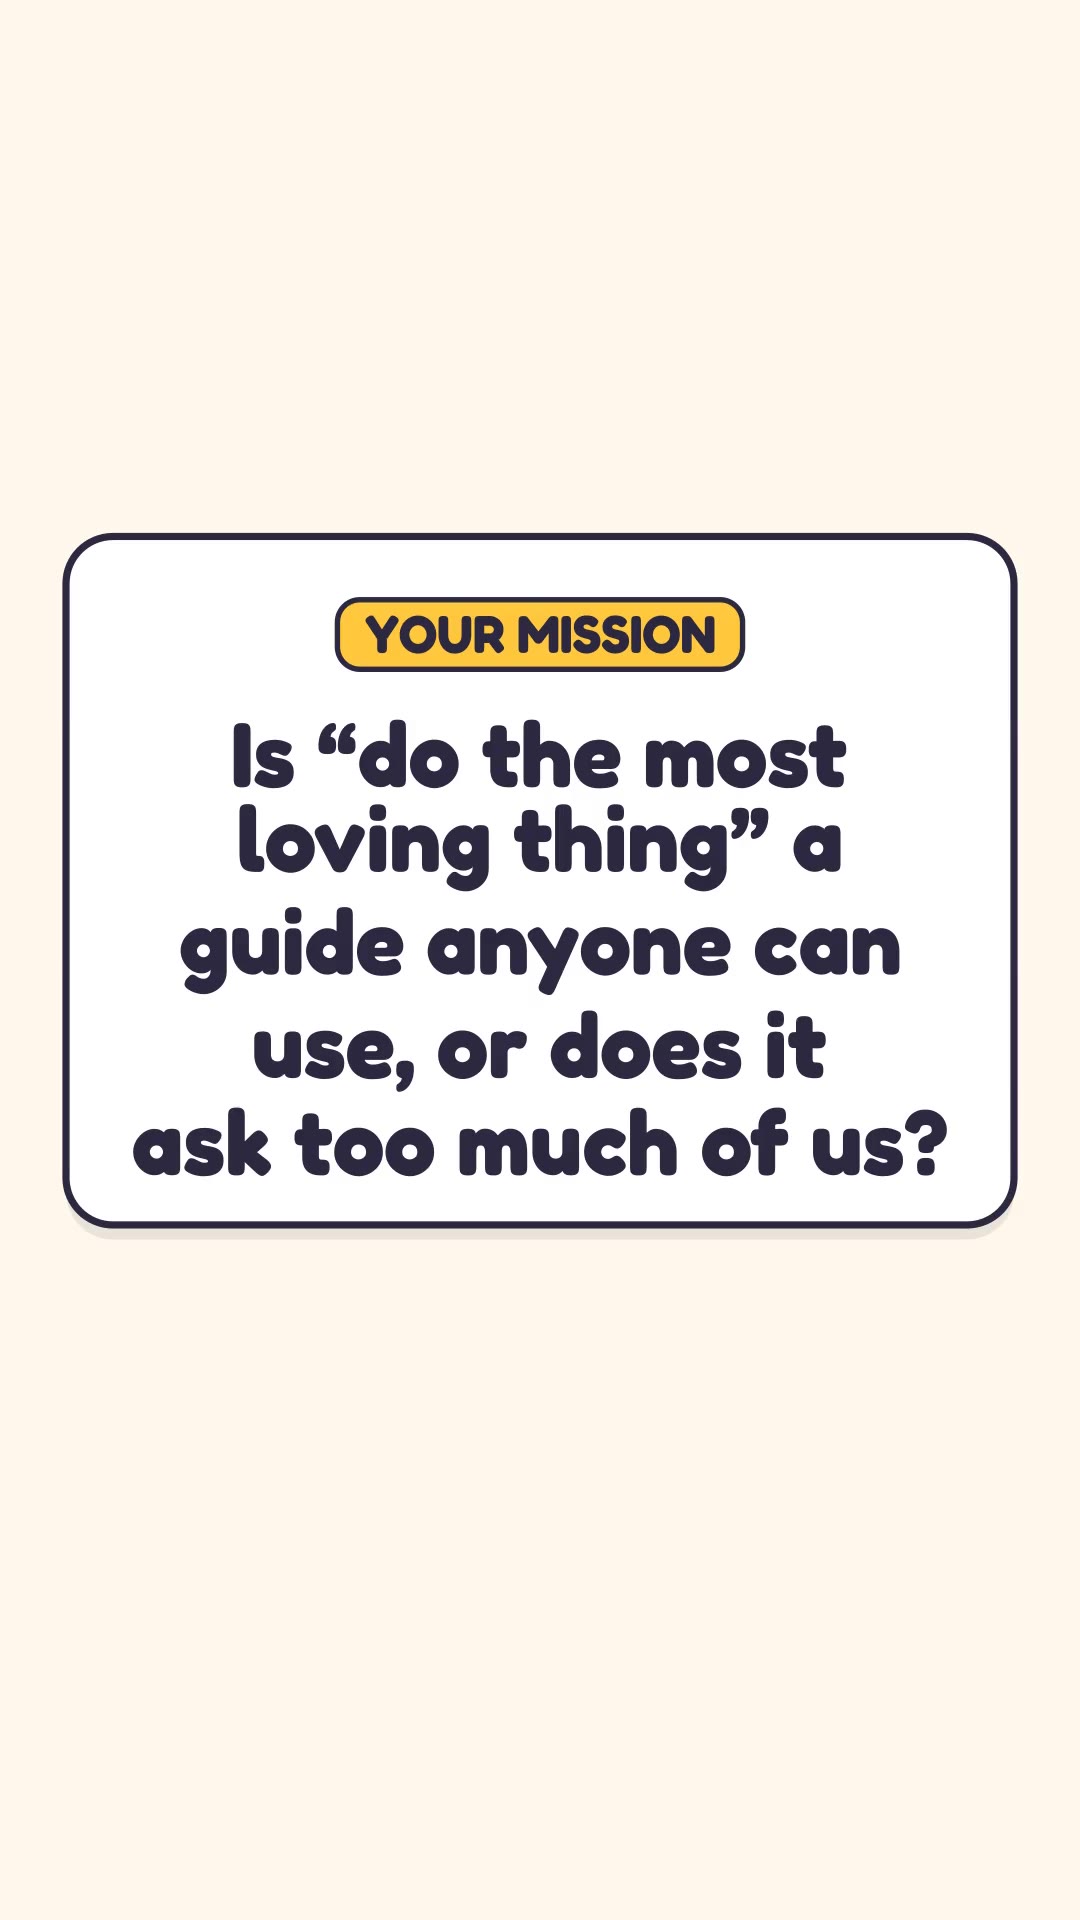 YOUR MISSION
Is “do the most
loving thing” a
guide anyone can
use, or does it
ask too much of us?